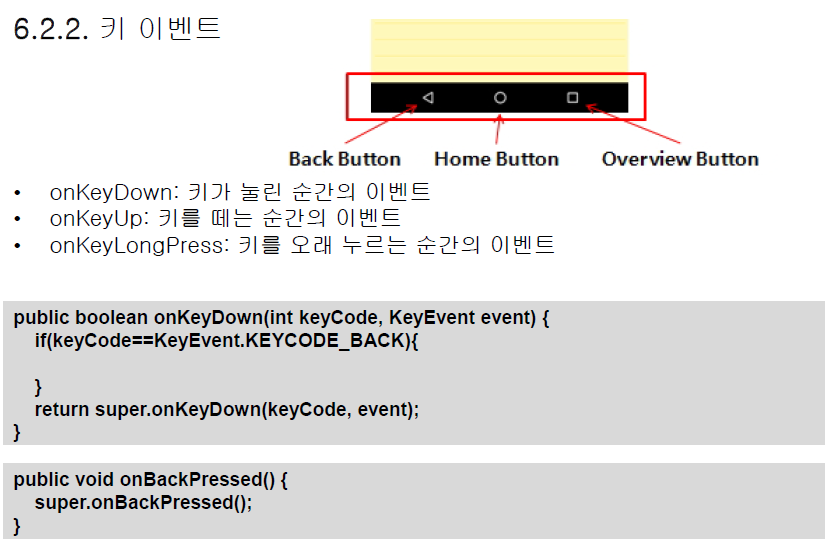 6.2.2. 키 이벤트
Back Button Home Button Overview Button
• onKeyDown: 키가 눌린 순간의 이벤트
• onKeyUp: 키를 떼는 순간의 이벤트
• onKeyLongPress: 키를 오래 누르는 순간의 이벤트
public boolean onKeyDown(int keyCode, KeyEvent event) {
if(keyCode==KeyEvent.KEYCODE_BACK){
}
return super.onKeyDown(keyCode, event);
}
public void onBackPressed() {
super.onBackPressed();
}